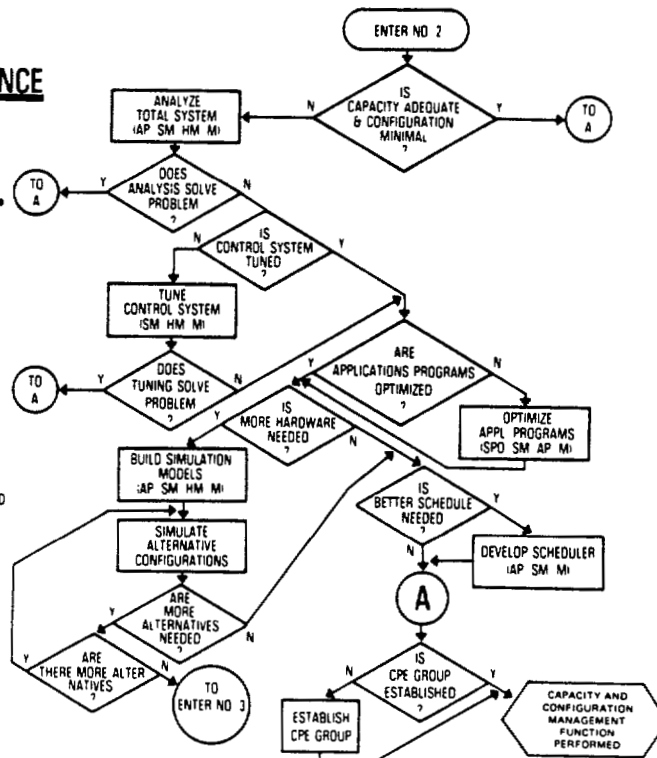 ENTER NO 2
NCE
ANALYZE
TOTAL SYSTEM
(AP SM HM M)
N
IS
CAPACITY ADEQUATE
& CONFIGURATION
MINIMAL
?
Y
TO
A
TO
A
Y
DOES
ANALYSIS SOLVE
PROBLEM
?
N
N
IS
CONTROL SYSTEM
TUNED
?
Y
TUNE
CONTROL SYSTEM
(SM HM M)
TO
A
Y
DOES
TUNING SOLVE
PROBLEM
?
N
Y
ARE
APPLICATIONS PROGRAMS
OPTIMIZED
?
N
OPTIMIZE
APPL PROGRAMS
(SPO SM AP M)
Y
IS
MORE HARDWARE
NEEDED
?
N
BUILD SIMULATION
MODELS
(AP SM HM M)
D
SIMULATE
ALTERNATIVE
CONFIGURATIONS
IS
BETTER SCHEDULE
NEEDED
?
Y
N
DEVELOP SCHEDULER
(AP SM M)
A
Y
ARE
MORE
ALTERNATIVES
NEEDED
?
N
Y
ARE
THERE MORE ALTER
NATIVES
?
N
TO
ENTER NO 3
N
IS
CPE GROUP
ESTABLISHED
?
Y
ESTABLISH
CPE GROUP
CAPACITY AND
CONFIGURATION
MANAGEMENT
FUNCTION
PERFORMED